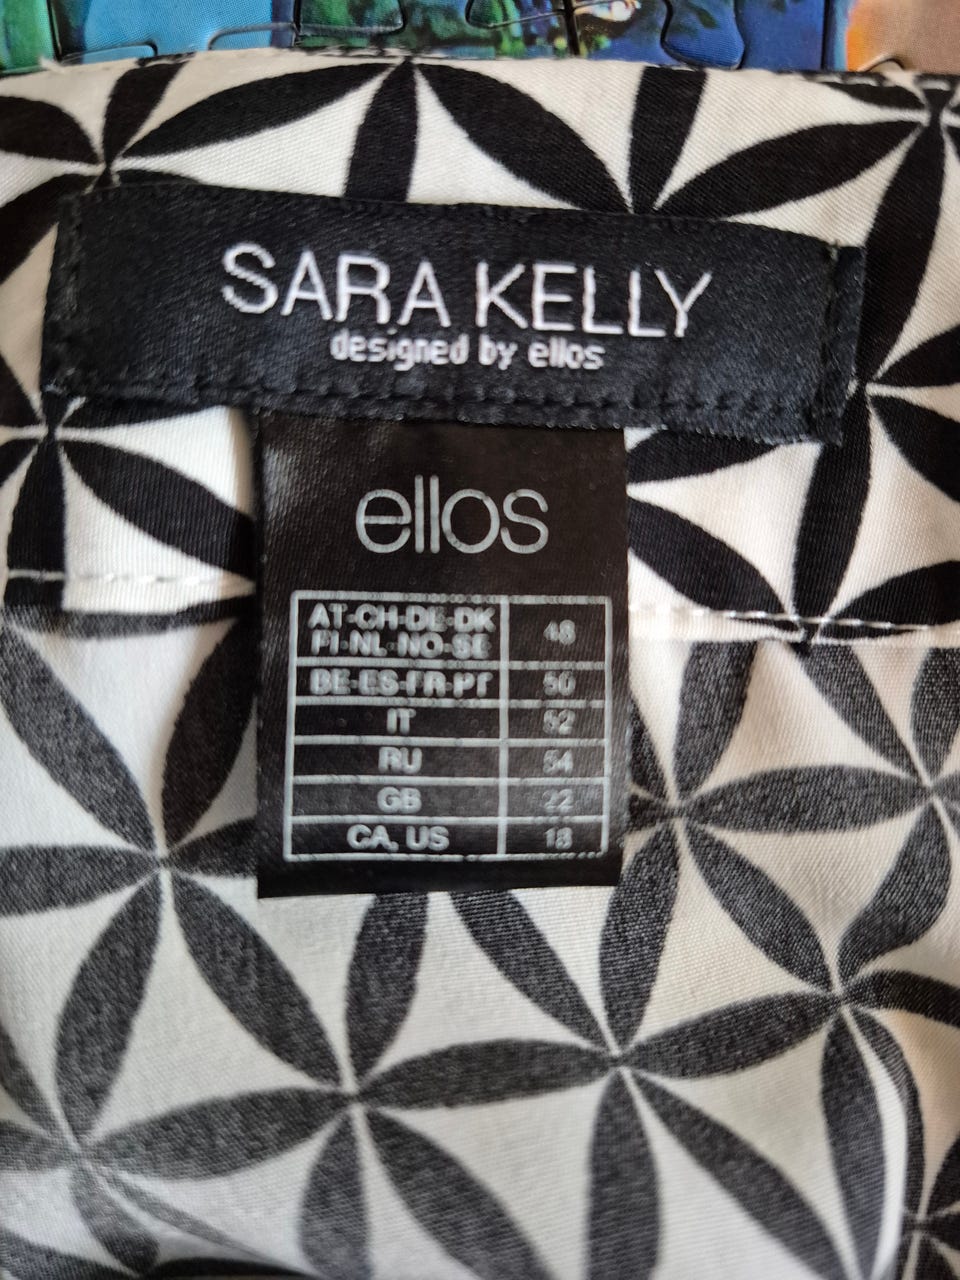 SARA KELLY
designed by ellos
ellos
AT-CH-DE-DK
FI-NL-NO-SE 48
BE-ES-FR-PT 50
IT 52
RU 54
GB 22
CA, US 18